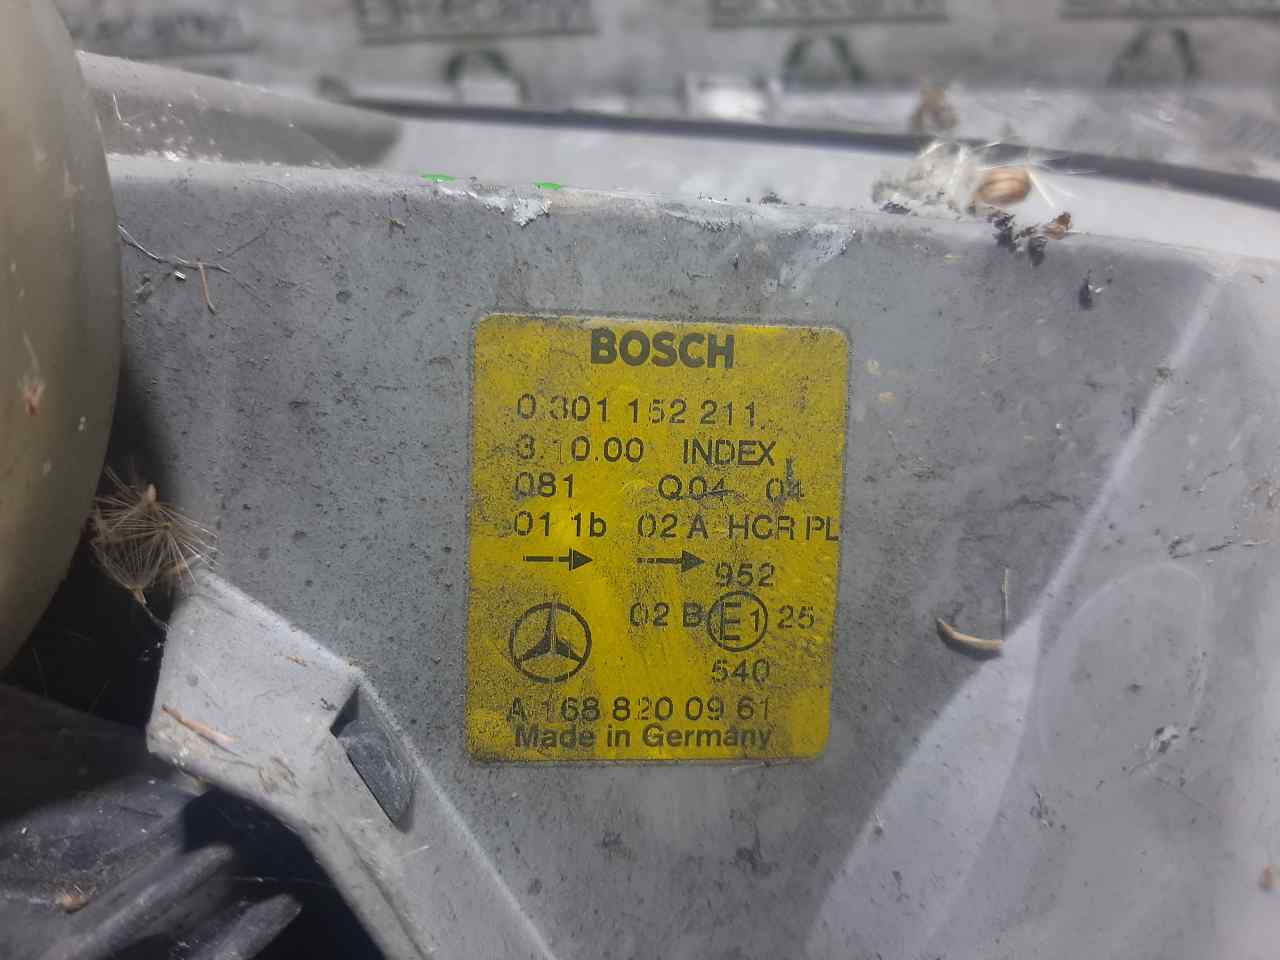 BOSCH
0 301 152 211
3.10.00 INDEX
081 Q04 04
01 1b 02 A HCR PL
952
02 B E1 25
540
A 168 820 09 61
Made in Germany